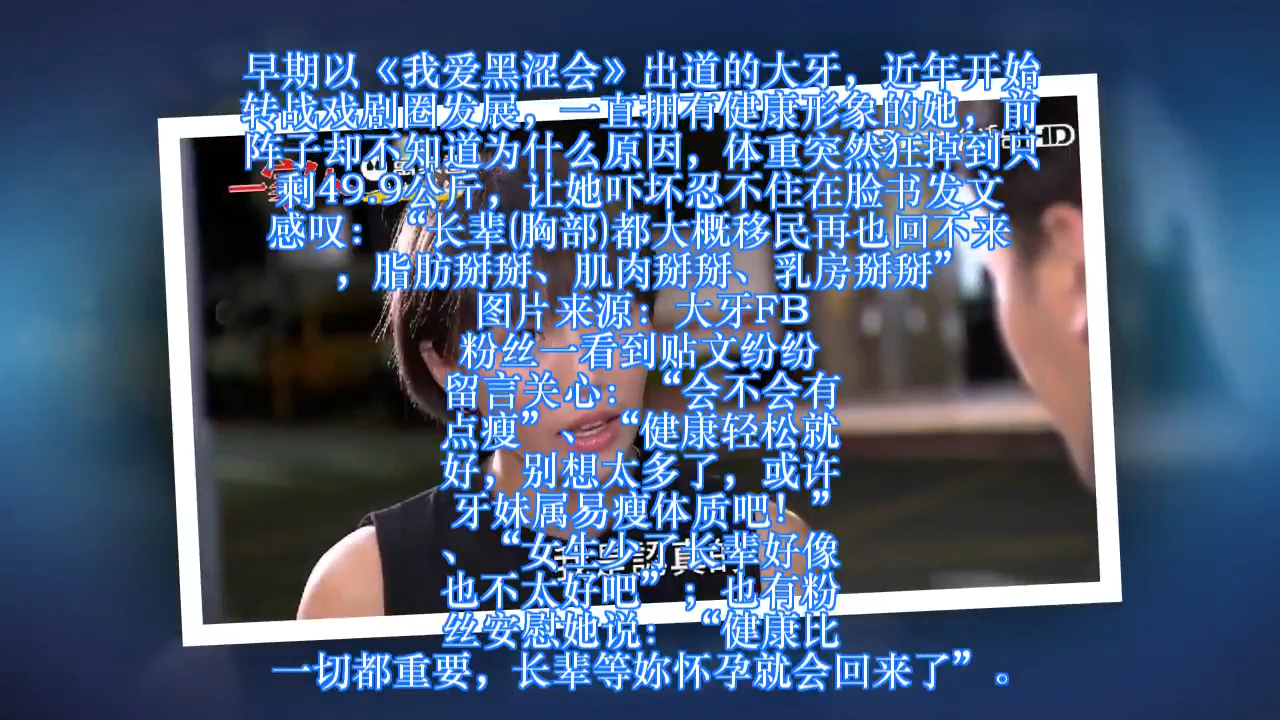 早期以《我爱黑涩会》出道的大牙，近年开始
转战戏剧圈发展，一直拥有健康形象的她，前
阵子却不知道为什么原因，体重突然狂掉到只
剩49.9公斤，让她吓坏忍不住在脸书发文
感叹：“长辈(胸部)都大概移民再也回不来
，脂肪掰掰、肌肉掰掰、乳房掰掰”
图片来源：大牙FB
粉丝一看到贴文纷纷
留言关心：“会不会有
点瘦”、“健康轻松就
好，别想太多了，或许
牙妹属易瘦体质吧！”
、“女生少了长辈好像
也不太好吧”；也有粉
丝安慰她说：“健康比
一切都重要，长辈等妳怀孕就会回来了”。
HD
認真的